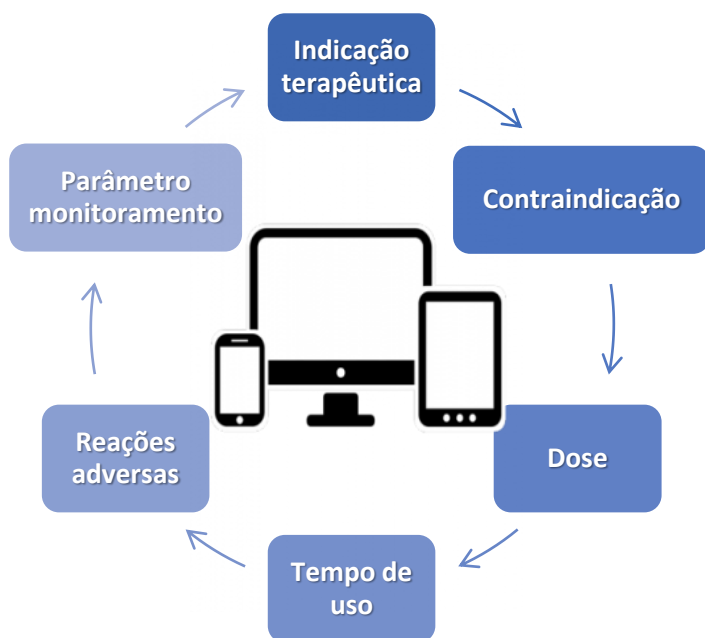 Indicação
terapêutica
Contraindicação
Dose
Tempo de
uso
Reações
adversas
Parâmetro
monitoramento